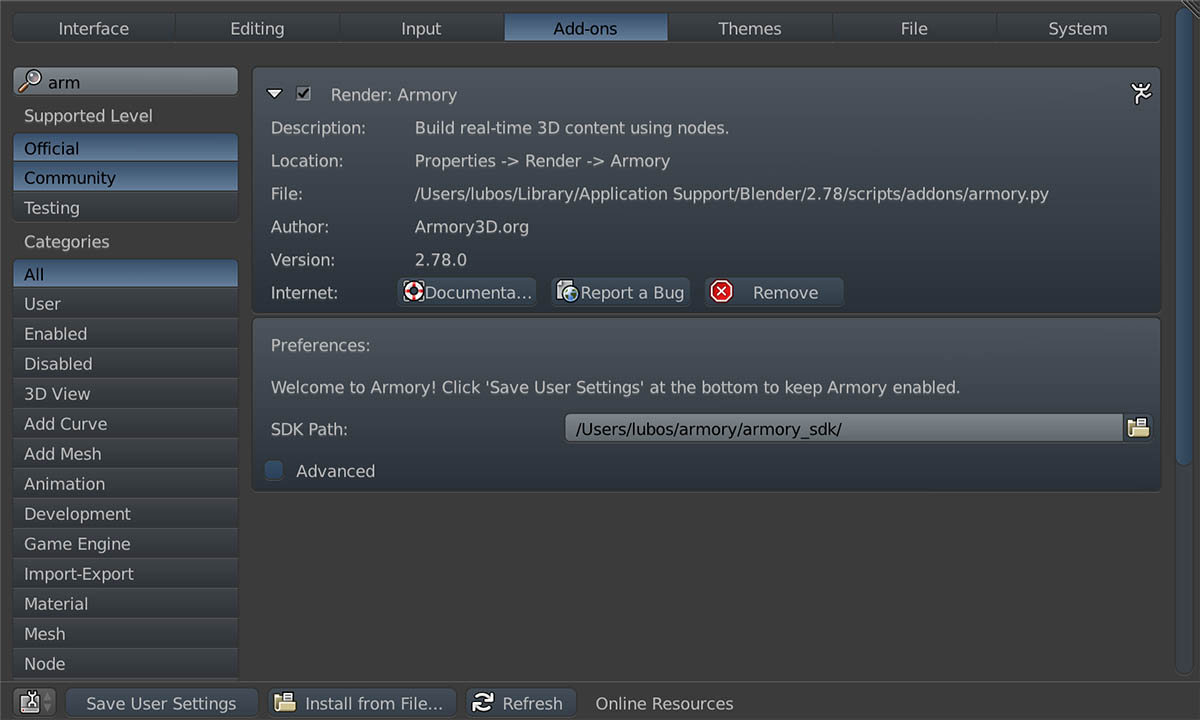 Interface Editing Input Add-ons Themes File System
arm
Supported Level
Official
Community
Testing
Categories
All
User
Enabled
Disabled
3D View
Add Curve
Add Mesh
Animation
Development
Game Engine
Import-Export
Material
Mesh
Node
Render: Armory
Description: Build real-time 3D content using nodes.
Location: Properties -> Render -> Armory
File: /Users/lubos/Library/Application Support/Blender/2.78/scripts/addons/armory.py
Author: Armory3D.org
Version: 2.78.0
Internet: Documenta... Report a Bug Remove
Preferences:
Welcome to Armory! Click 'Save User Settings' at the bottom to keep Armory enabled.
SDK Path: /Users/lubos/armory/armory_sdk/
Advanced
Save User Settings Install from File... Refresh Online Resources